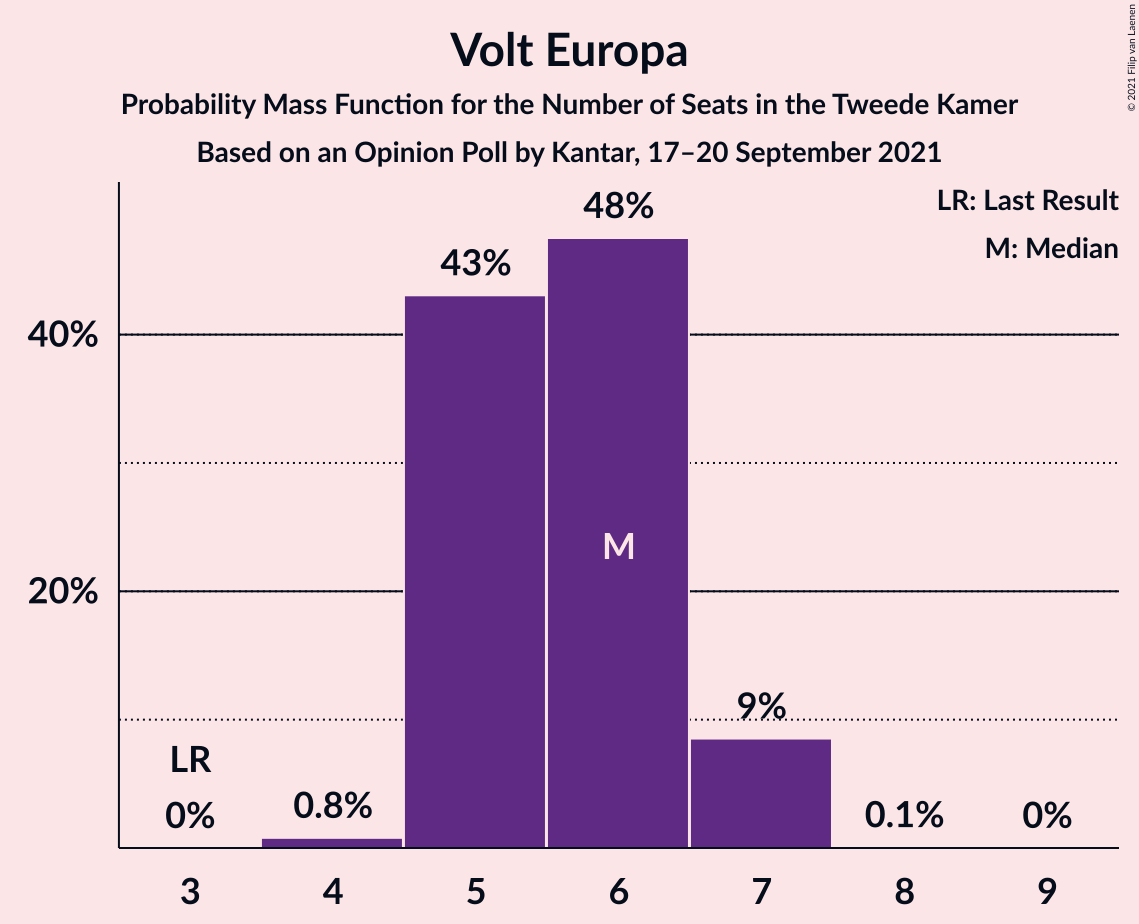 Volt Europa
Probability Mass Function for the Number of Seats in the Tweede Kamer
Based on an Opinion Poll by Kantar, 17–20 September 2021
© 2021 Filip van Laenen
LR: Last Result
M: Median
48%
43%
40%
M
20%
9%
LR
0%
0.8%
0.1%
0%
3
4
5
6
7
8
9